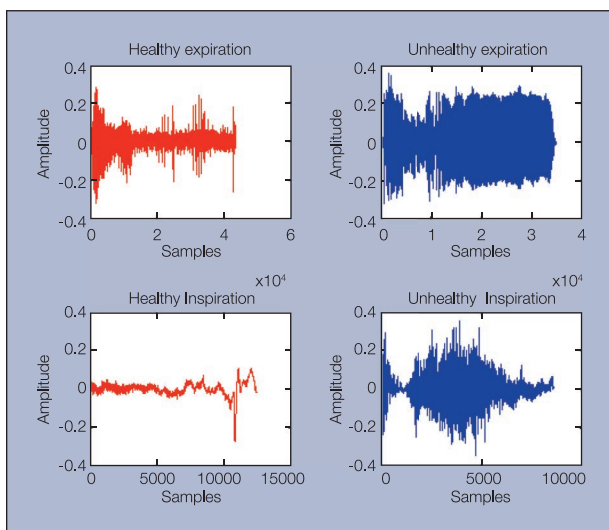 Healthy expiration
Unhealthy expiration
0.4
0.2
0
-0.2
-0.4
Amplitude
0
2
4
6
Samples
x10⁴
0.4
0.2
0
-0.2
-0.4
Amplitude
0
1
2
3
4
Samples
x10⁴
Healthy Inspiration
Unhealthy Inspiration
0.4
0.2
0
-0.2
-0.4
Amplitude
0
5000
10000
15000
Samples
0.4
0.2
0
-0.2
-0.4
Amplitude
0
5000
10000
Samples